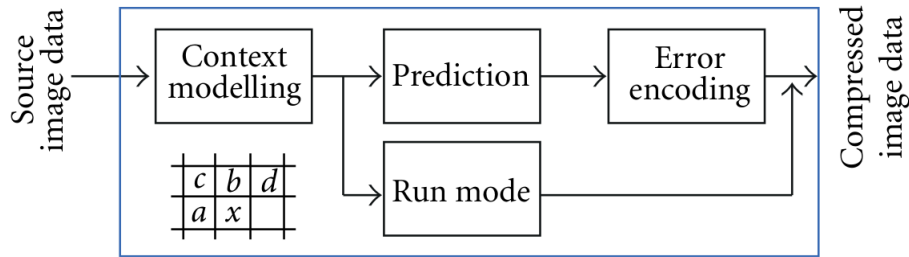 Source
image data
Context
modelling
Prediction
Error
encoding
Compressed
image data
c b d
a x
Run mode